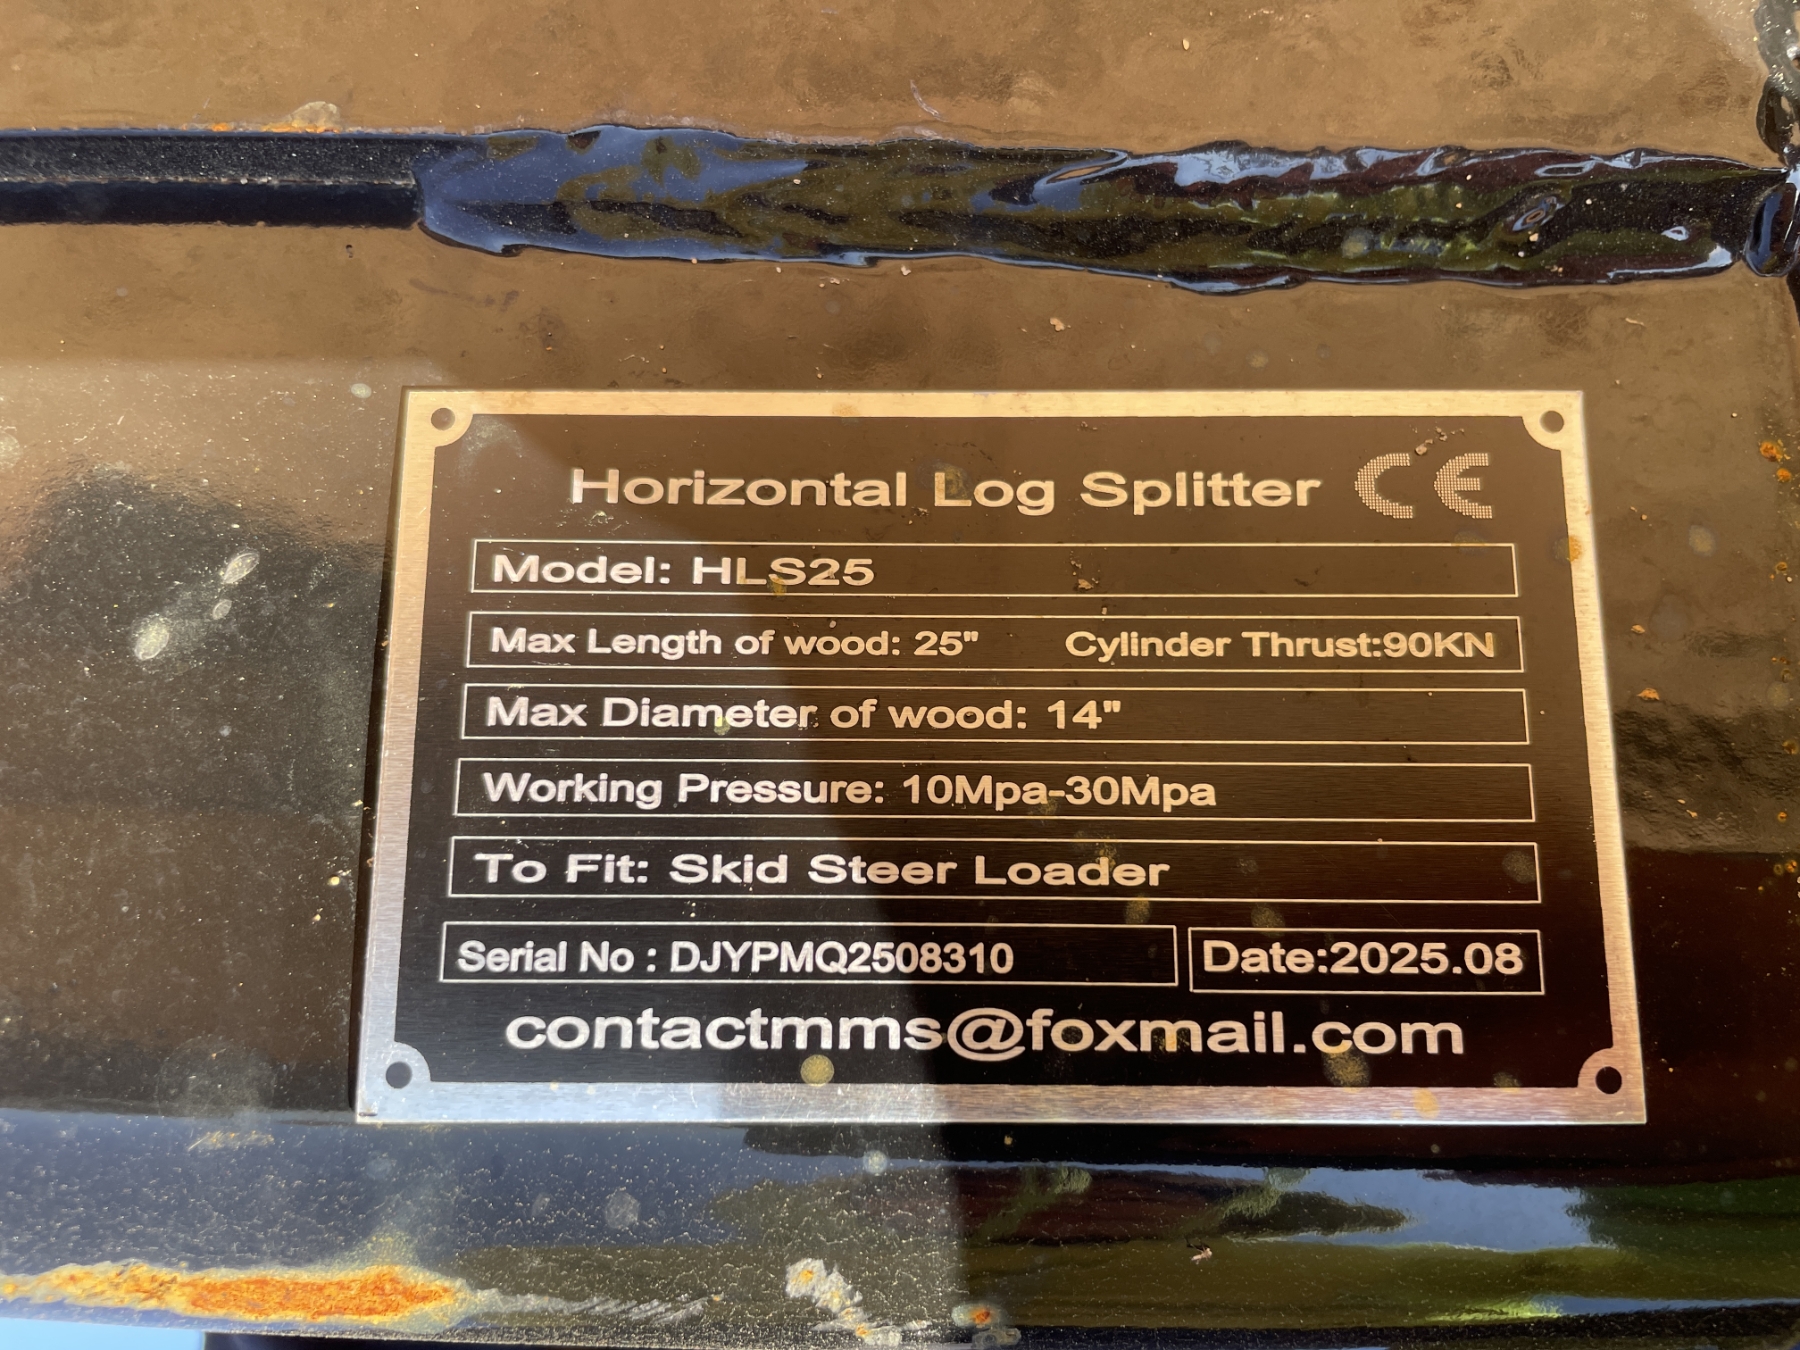 Horizontal Log Splitter CE
Model: HLS25
Max Length of wood: 25" Cylinder Thrust:90KN
Max Diameter of wood: 14"
Working Pressure: 10Mpa-30Mpa
To Fit: Skid Steer Loader
Serial No : DJYPMQ2508310 Date:2025.08
contactmms@foxmail.com